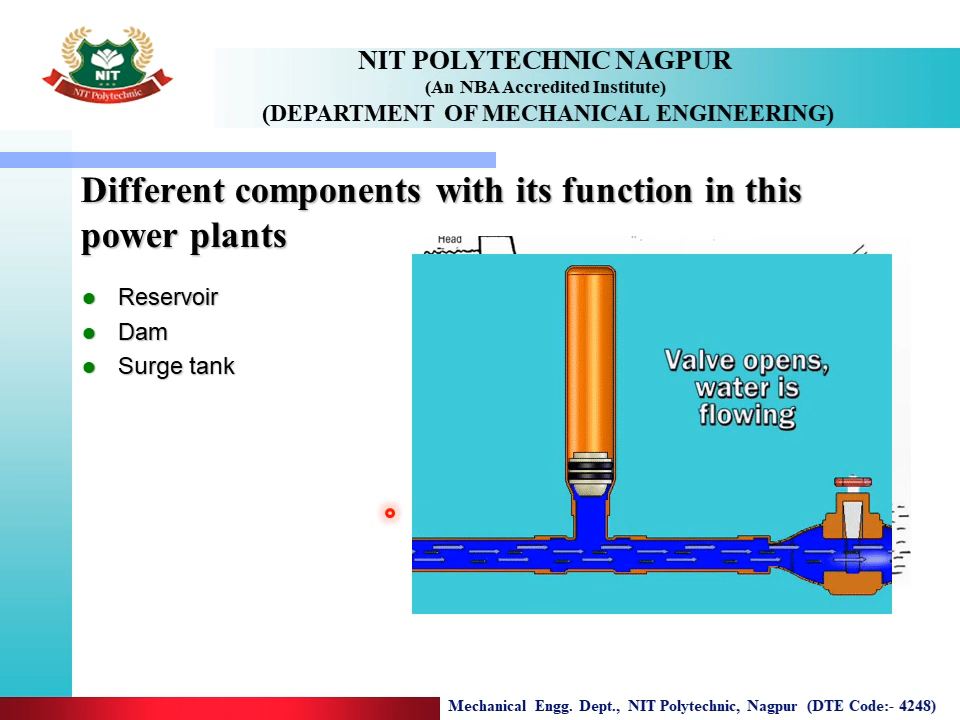 NIT
NIT Polytechnic
NIT POLYTECHNIC NAGPUR
(An NBA Accredited Institute)
(DEPARTMENT OF MECHANICAL ENGINEERING)
Different components with its function in this
power plants
Head
Reservoir
Dam
Surge tank
Valve opens,
water is
flowing
Mechanical Engg. Dept., NIT Polytechnic, Nagpur (DTE Code:- 4248)